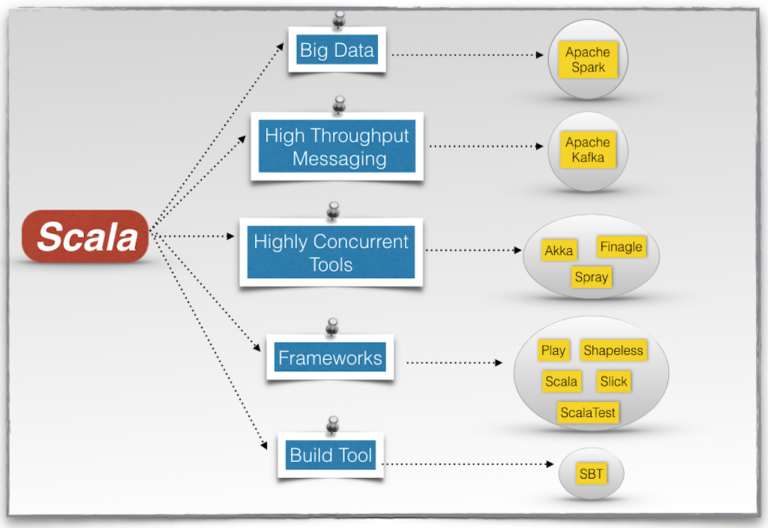 Big Data
Apache
Spark
High Throughput
Messaging
Apache
Kafka
Scala
Highly Concurrent
Tools
Akka
Finagle
Spray
Frameworks
Play
Shapeless
Scala
Slick
ScalaTest
Build Tool
SBT